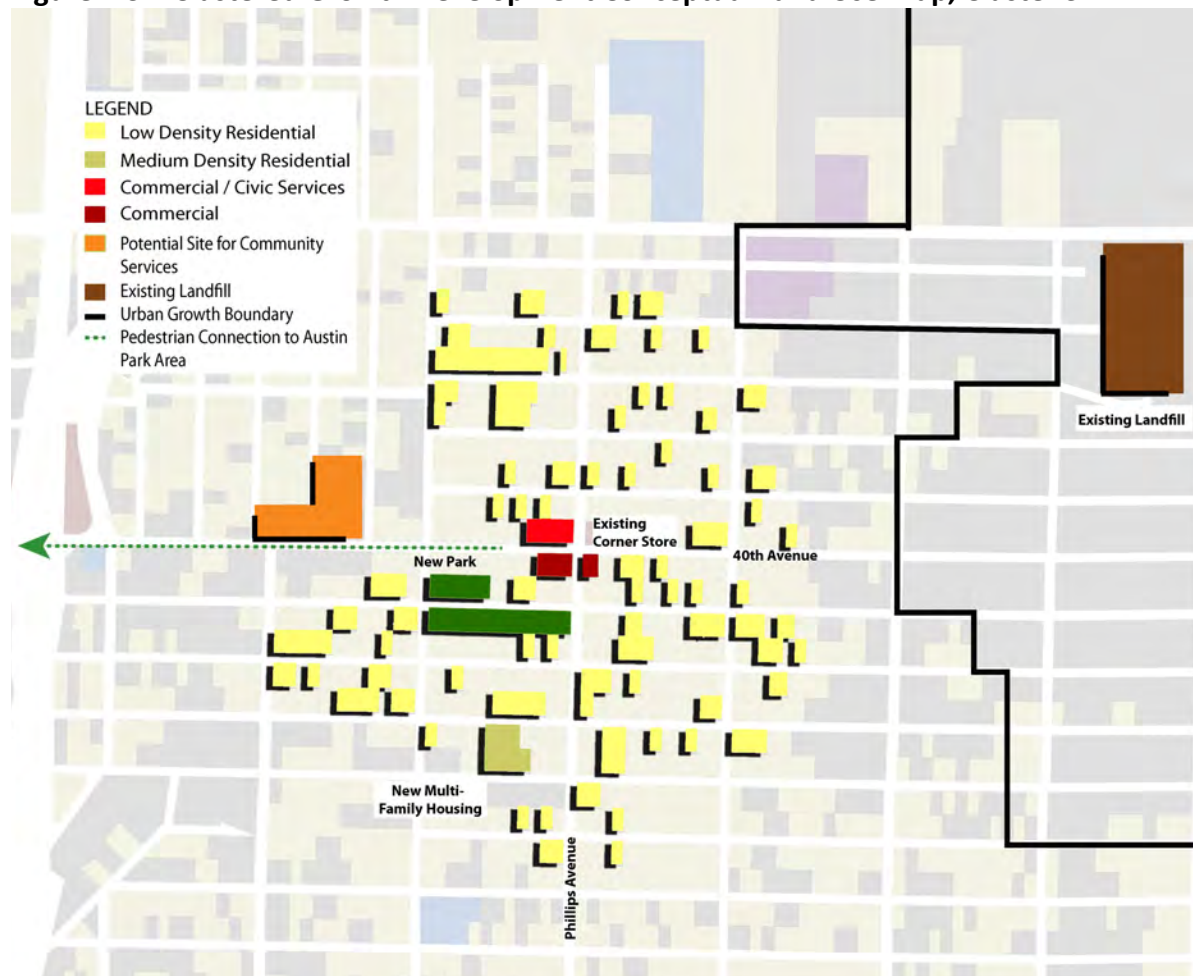 LEGEND
Low Density Residential
Medium Density Residential
Commercial / Civic Services
Commercial
Potential Site for Community
Services
Existing Landfill
Urban Growth Boundary
Pedestrian Connection to Austin
Park Area
Existing Landfill
Existing
Corner Store
40th Avenue
New Park
New Multi-
Family Housing
Phillips Avenue